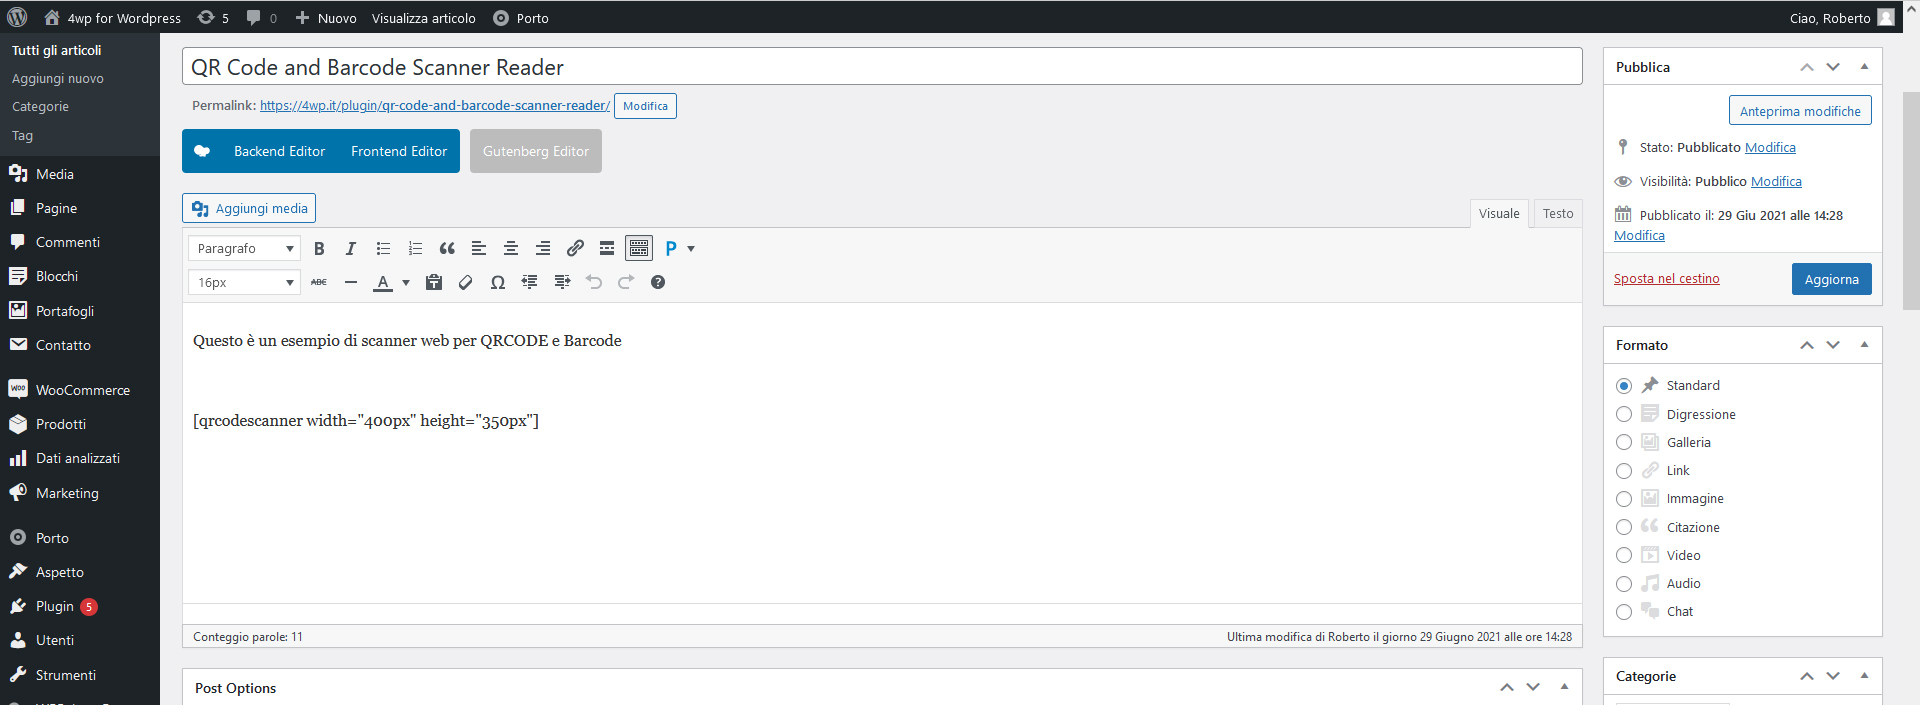 4wp for Wordpress 5 0 Nuovo Visualizza articolo Porto Ciao, Roberto
Tutti gli articoli
Aggiungi nuovo
Categorie
Tag
Media
Pagine
Commenti
Blocchi
Portafogli
Contatto
WooCommerce
Prodotti
Dati analizzati
Marketing
Porto
Aspetto
Plugin 5
Utenti
Strumenti
QR Code and Barcode Scanner Reader
Permalink: https://4wp.it/plugin/qr-code-and-barcode-scanner-reader/ Modifica
Backend Editor Frontend Editor Gutenberg Editor
Aggiungi media
Visuale Testo
Paragrafo
16px
Questo è un esempio di scanner web per QRCODE e Barcode
[qrcodescanner width="400px" height="350px"]
Conteggio parole: 11 Ultima modifica di Roberto il giorno 29 Giugno 2021 alle ore 14:28
Post Options
Pubblica
Anteprima modifiche
Stato: Pubblicato Modifica
Visibilità: Pubblico Modifica
Pubblicato il: 29 Giu 2021 alle 14:28
Modifica
Sposta nel cestino Aggiorna
Formato
Standard
Digressione
Galleria
Link
Immagine
Citazione
Video
Audio
Chat
Categorie